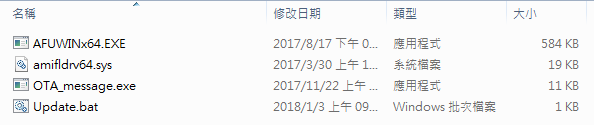 名稱 修改日期 類型 大小
AFUWINx64.EXE 2017/8/17 下午 0... 應用程式 584 KB
amifldrv64.sys 2017/3/30 上午 1... 系統檔案 19 KB
OTA_message.exe 2017/11/22 上午 ... 應用程式 11 KB
Update.bat 2018/1/3 上午 09... Windows 批次檔案 1 KB